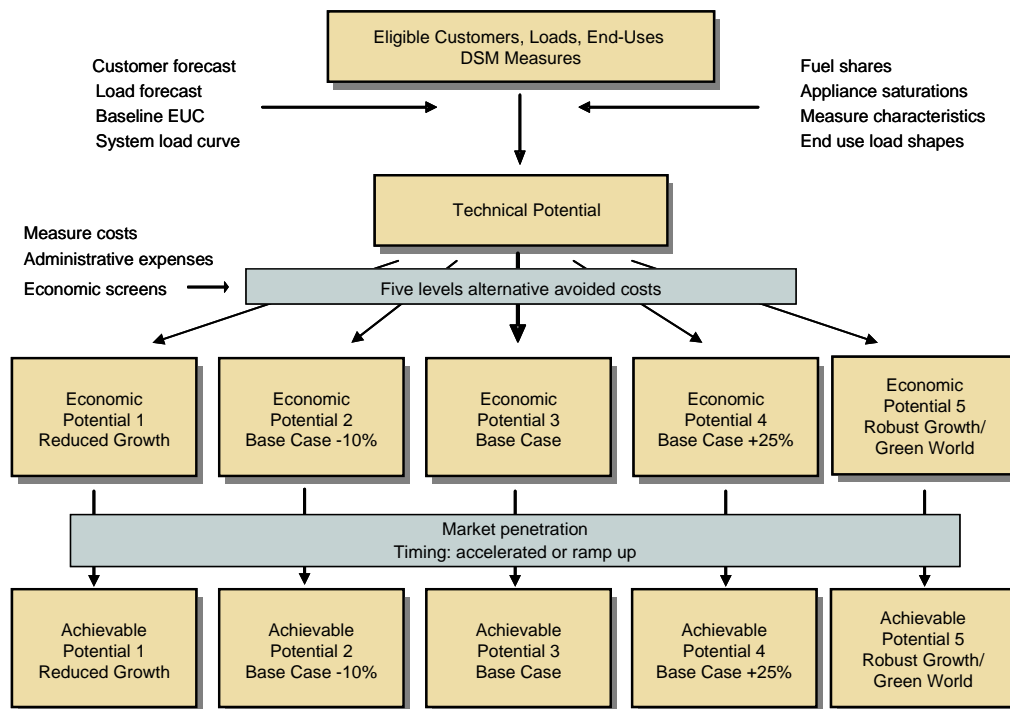 Eligible Customers, Loads, End-Uses
DSM Measures
Customer forecast
Load forecast
Baseline EUC
System load curve
Fuel shares
Appliance saturations
Measure characteristics
End use load shapes
Technical Potential
Measure costs
Administrative expenses
Economic screens
Five levels alternative avoided costs
Economic
Potential 1
Reduced Growth
Economic
Potential 2
Base Case -10%
Economic
Potential 3
Base Case
Economic
Potential 4
Base Case +25%
Economic
Potential 5
Robust Growth/
Green World
Market penetration
Timing: accelerated or ramp up
Achievable
Potential 1
Reduced Growth
Achievable
Potential 2
Base Case -10%
Achievable
Potential 3
Base Case
Achievable
Potential 4
Base Case +25%
Achievable
Potential 5
Robust Growth/
Green World